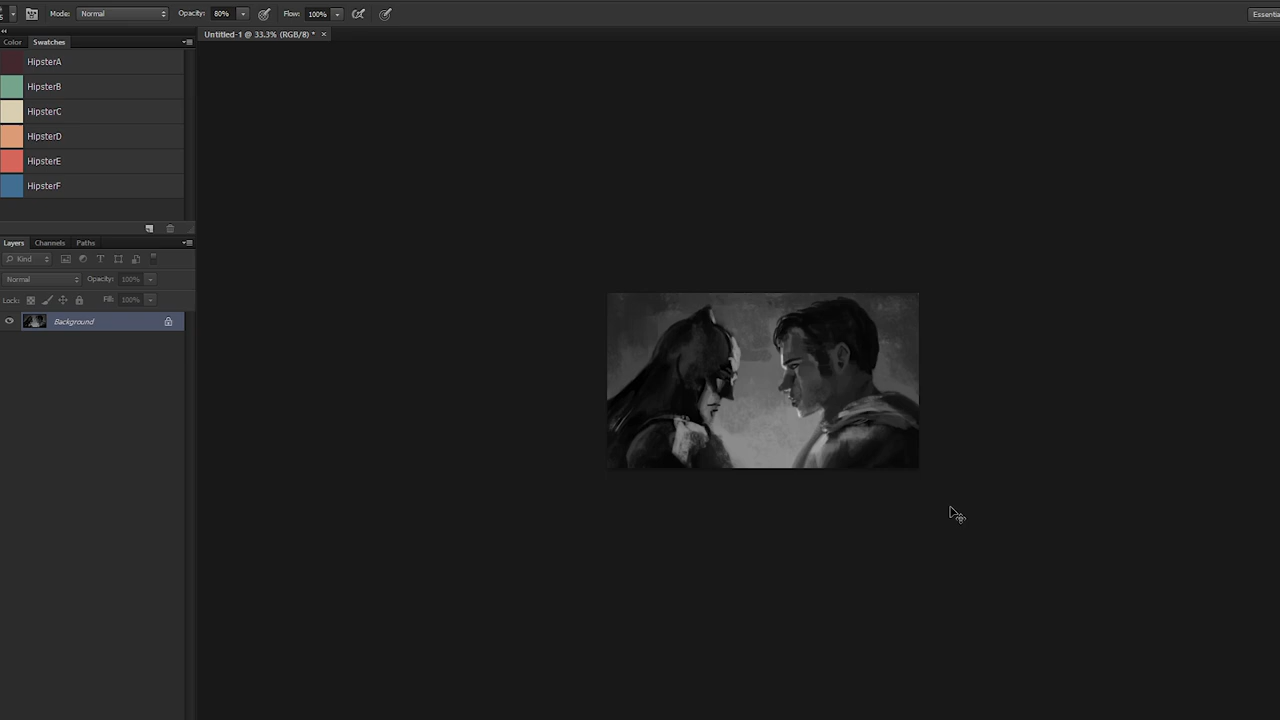 Mode: Normal Opacity: 80% Flow: 100% Essentia
Untitled-1 @ 33.3% (RGB/8) * ×
Color Swatches
HipsterA
HipsterB
HipsterC
HipsterD
HipsterE
HipsterF
Layers Channels Paths
Kind T
Normal Opacity: 100%
Lock: Fill: 100%
Background